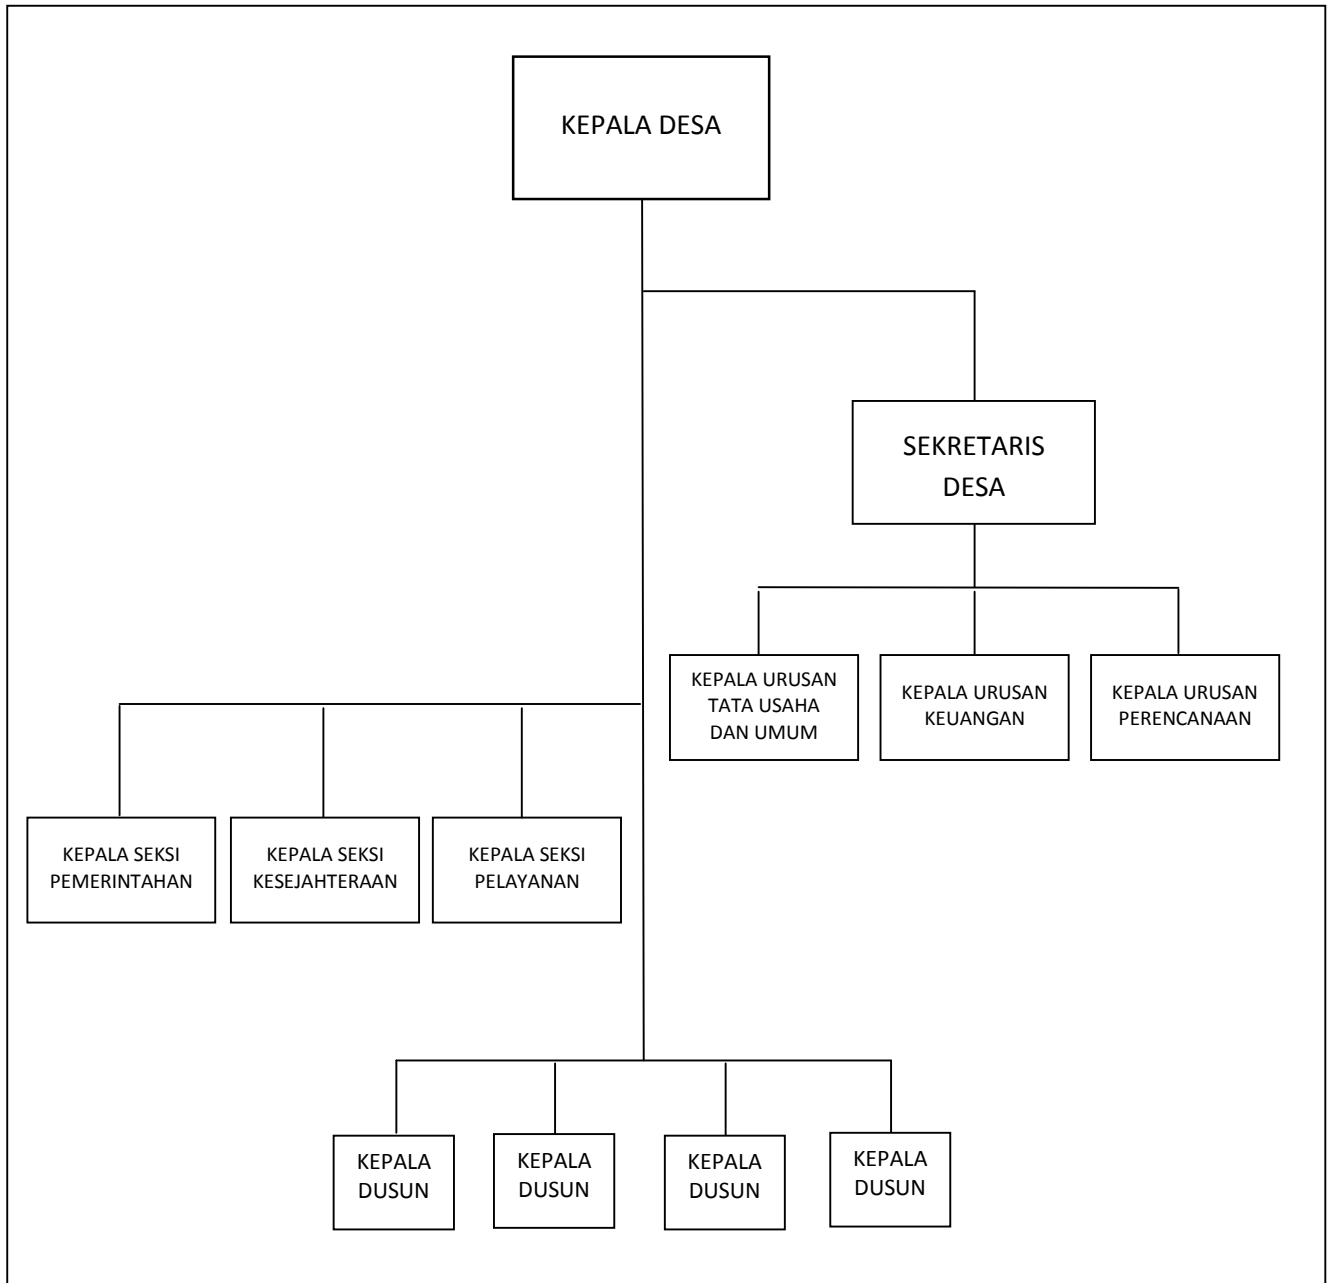 KEPALA DESA
SEKRETARIS
DESA
KEPALA URUSAN
TATA USAHA
DAN UMUM
KEPALA URUSAN
KEUANGAN
KEPALA URUSAN
PERENCANAAN
KEPALA SEKSI
PEMERINTAHAN
KEPALA SEKSI
KESEJAHTERAAN
KEPALA SEKSI
PELAYANAN
KEPALA
DUSUN
KEPALA
DUSUN
KEPALA
DUSUN
KEPALA
DUSUN